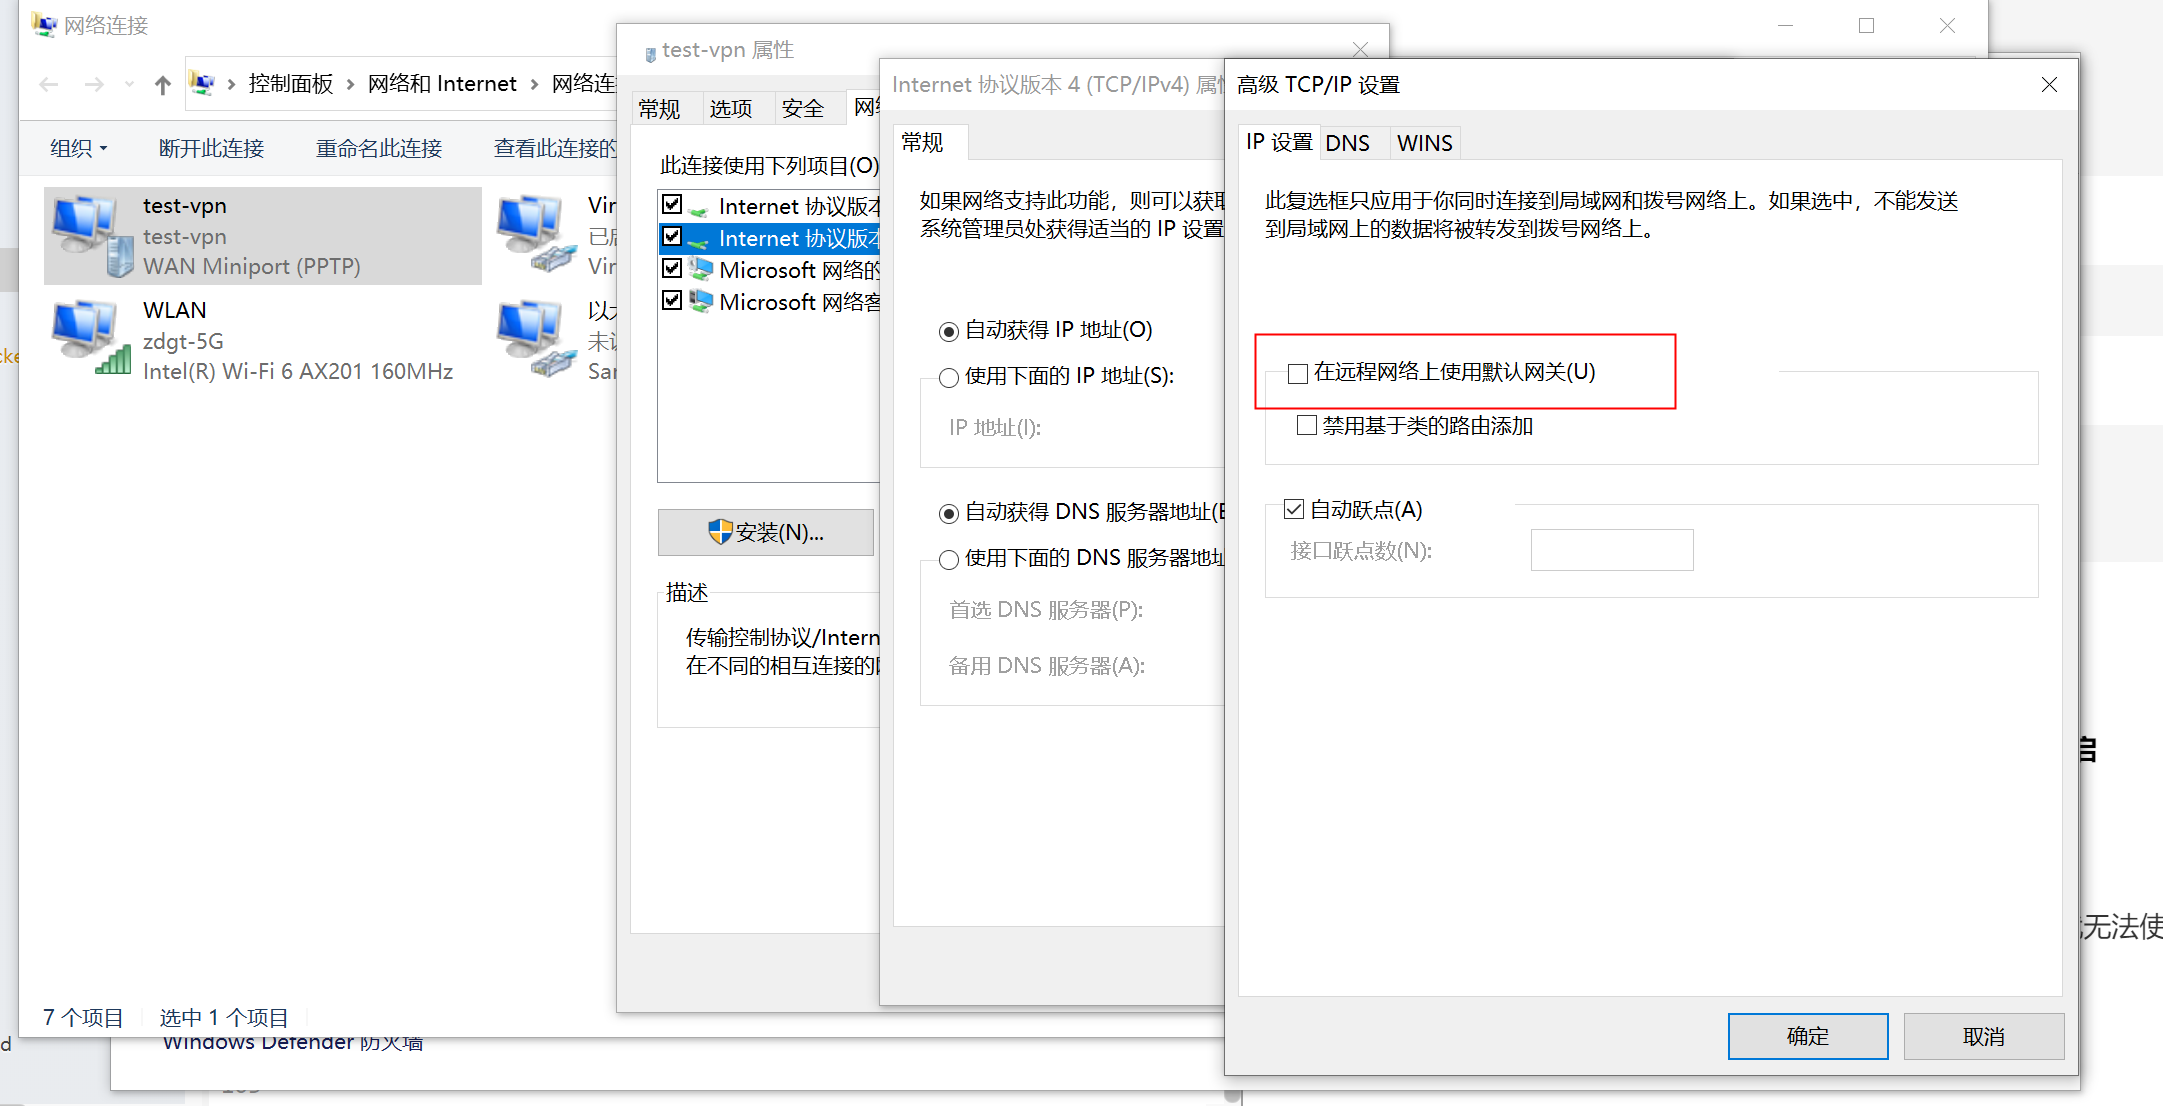 网络连接
控制面板 › 网络和 Internet › 网络连
组织
断开此连接
重命名此连接
查看此连接的
test-vpn
test-vpn
WAN Miniport (PPTP)
WLAN
zdgt-5G
Intel(R) Wi-Fi 6 AX201 160MHz
Vir
已
Vir
以
未
Sar
7 个项目
选中 1 个项目
Windows Defender 防火墙
test-vpn 属性
常规
选项
安全
网
此连接使用下列项目(O)
Internet 协议版本
Internet 协议版本
Microsoft 网络的
Microsoft 网络客
安装(N)...
描述
传输控制协议/Intern
在不同的相互连接的
Internet 协议版本 4 (TCP/IPv4) 属
常规
如果网络支持此功能，则可以获
系统管理员处获得适当的 IP 设置
自动获得 IP 地址(O)
使用下面的 IP 地址(S):
IP 地址(I):
自动获得 DNS 服务器地址(
使用下面的 DNS 服务器地址
首选 DNS 服务器(P):
备用 DNS 服务器(A):
高级 TCP/IP 设置
IP 设置
DNS
WINS
此复选框只应用于你同时连接到局域网和拨号网络上。如果选中，不能发送
到局域网上的数据将被转发到拨号网络上。
在远程网络上使用默认网关(U)
禁用基于类的路由添加
自动跃点(A)
接口跃点数(N):
确定
取消
无法使
cke
d